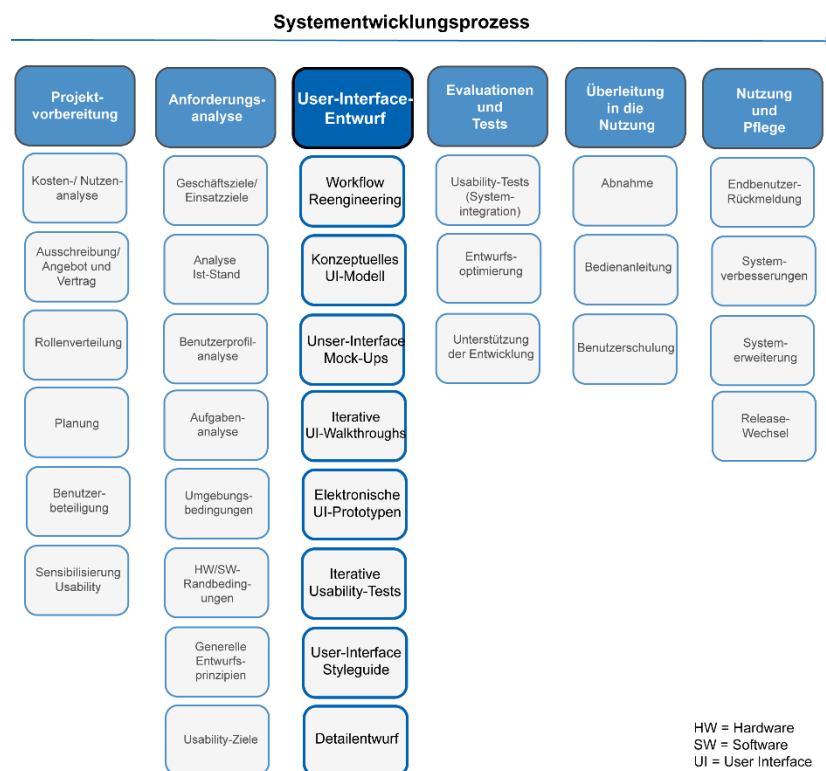 Systementwicklungsprozess
Projekt-
vorbereitung
Kosten-/ Nutzen-
analyse
Ausschreibung/
Angebot und
Vertrag
Rollenverteilung
Planung
Benutzer-
beteiligung
Sensibilisierung
Usability
Anforderungs-
analyse
Geschäftsziele/
Einsatzziele
Analyse
Ist-Stand
Benutzerprofil-
analyse
Aufgaben-
analyse
Umgebungs-
bedingungen
HW/SW-
Randbeding-
ungen
Generelle
Entwurfs-
prinzipien
Usability-Ziele
User-Interface-
Entwurf
Workflow
Reengineering
Konzeptuelles
UI-Modell
Unser-Interface
Mock-Ups
Iterative
UI-Walkthroughs
Elektronische
UI-Prototypen
Iterative
Usability-Tests
User-Interface
Styleguide
Detailentwurf
Evaluationen
und
Tests
Usability-Tests
(System-
integration)
Entwurfs-
optimierung
Unterstützung
der Entwicklung
Überleitung
in die
Nutzung
Abnahme
Bedienanleitung
Benutzerschulung
Nutzung
und
Pflege
Endbenutzer-
Rückmeldung
System-
verbesserungen
System-
erweiterung
Release-
Wechsel
HW = Hardware
SW = Software
UI = User Interface